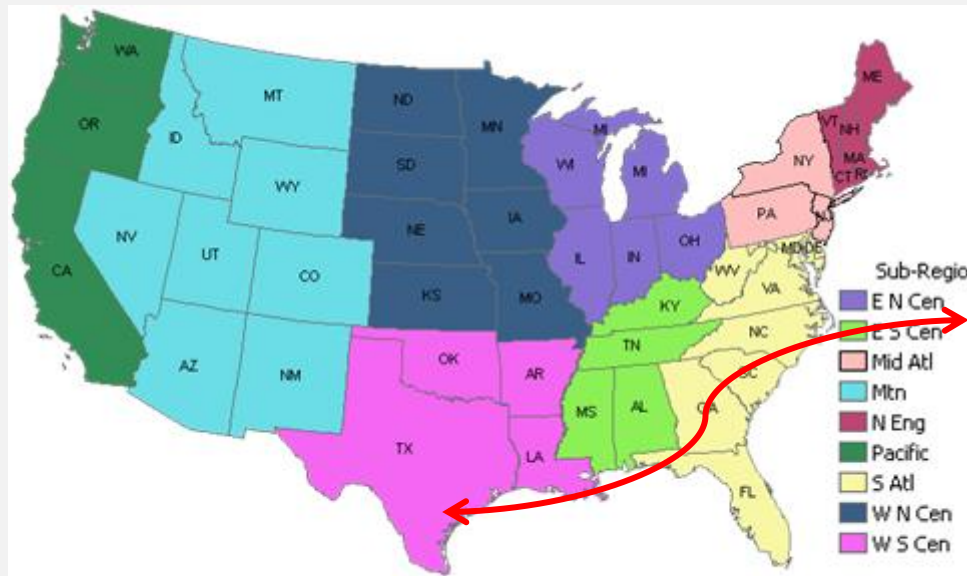 WA
MT
ND
MN
ME
OR
ID
SD
WI
MI
MI
VT
NH
NY
MA
CT
RI
WY
NE
IA
PA
NJ
NV
UT
CO
IL
IN
OH
MD
DE
WV
VA
CA
KS
MO
KY
NC
TN
AZ
NM
OK
AR
SC
MS
AL
GA
TX
LA
FL
Sub-Regio
E N Cen
E S Cen
Mid Atl
Mtn
N Eng
Pacific
S Atl
W N Cen
W S Cen